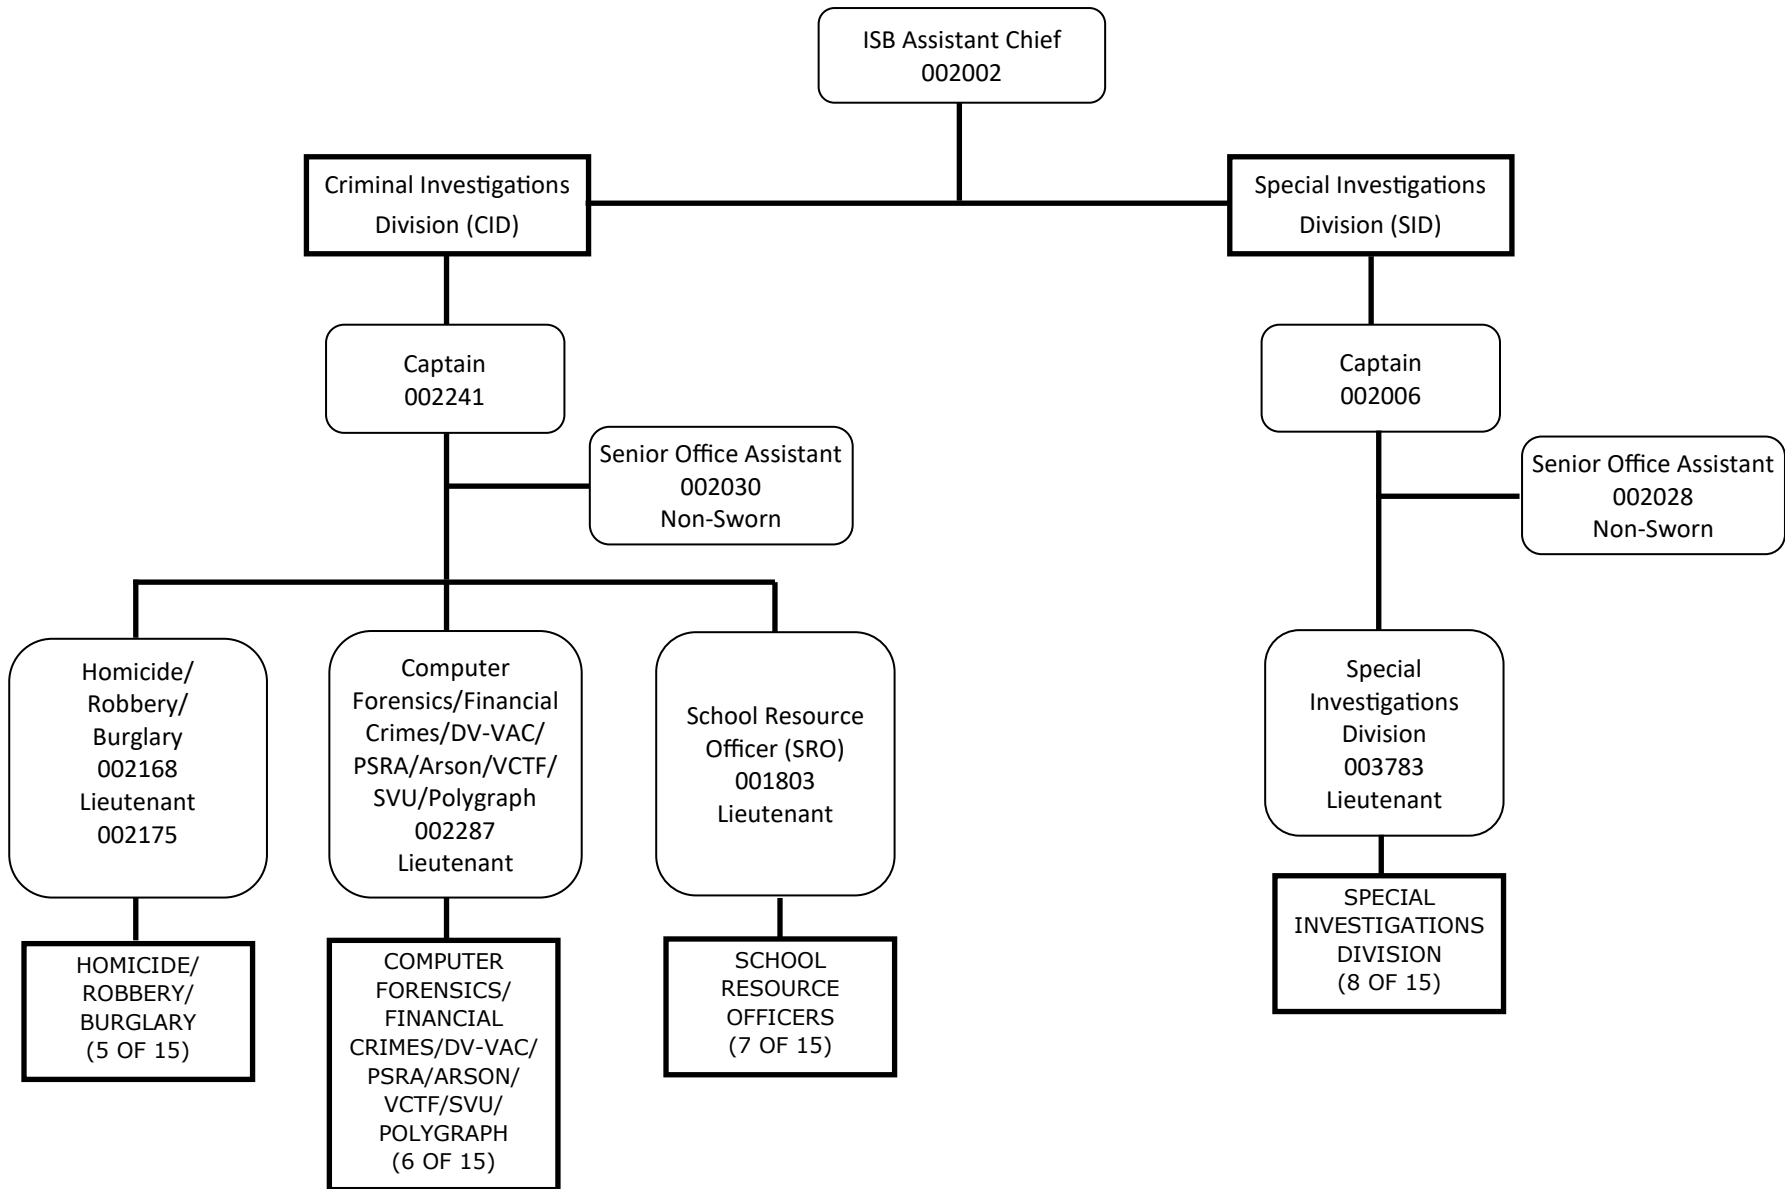 ISB Assistant Chief
002002
Criminal Investigations
Division (CID)
Special Investigations
Division (SID)
Captain
002241
Captain
002006
Senior Office Assistant
002030
Non-Sworn
Senior Office Assistant
002028
Non-Sworn
Homicide/
Robbery/
Burglary
002168
Lieutenant
002175
Computer
Forensics/Financial
Crimes/DV-VAC/
PSRA/Arson/VCTF/
SVU/Polygraph
002287
Lieutenant
School Resource
Officer (SRO)
001803
Lieutenant
Special
Investigations
Division
003783
Lieutenant
HOMICIDE/
ROBBERY/
BURGLARY
(5 OF 15)
COMPUTER
FORENSICS/
FINANCIAL
CRIMES/DV-VAC/
PSRA/ARSON/
VCTF/SVU/
POLYGRAPH
(6 OF 15)
SCHOOL
RESOURCE
OFFICERS
(7 OF 15)
SPECIAL
INVESTIGATIONS
DIVISION
(8 OF 15)